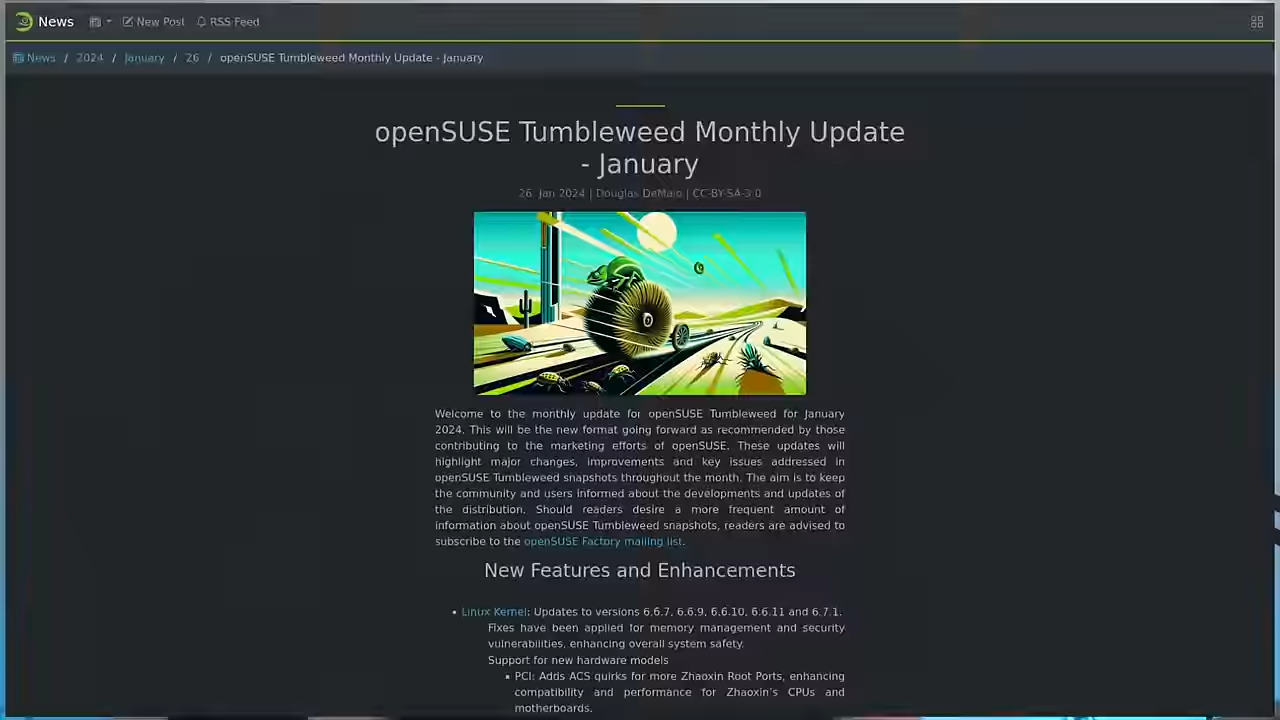 News New Post RSS Feed
News / 2024 / January / 26 / openSUSE Tumbleweed Monthly Update - January
openSUSE Tumbleweed Monthly Update
- January
26. Jan 2024 | Douglas DeMaio | CC-BY-SA-3.0
Welcome to the monthly update for openSUSE Tumbleweed for January
2024. This will be the new format going forward as recommended by those
contributing to the marketing efforts of openSUSE. These updates will
highlight major changes, improvements and key issues addressed in
openSUSE Tumbleweed snapshots throughout the month. The aim is to keep
the community and users informed about the developments and updates of
the distribution. Should readers desire a more frequent amount of
information about openSUSE Tumbleweed snapshots, readers are advised to
subscribe to the openSUSE Factory mailing list.
New Features and Enhancements
• Linux Kernel: Updates to versions 6.6.7, 6.6.9, 6.6.10, 6.6.11 and 6.7.1.
Fixes have been applied for memory management and security
vulnerabilities, enhancing overall system safety.
Support for new hardware models
▪ PCI: Adds ACS quirks for more Zhaoxin Root Ports, enhancing
compatibility and performance for Zhaoxin's CPUs and
motherboards.